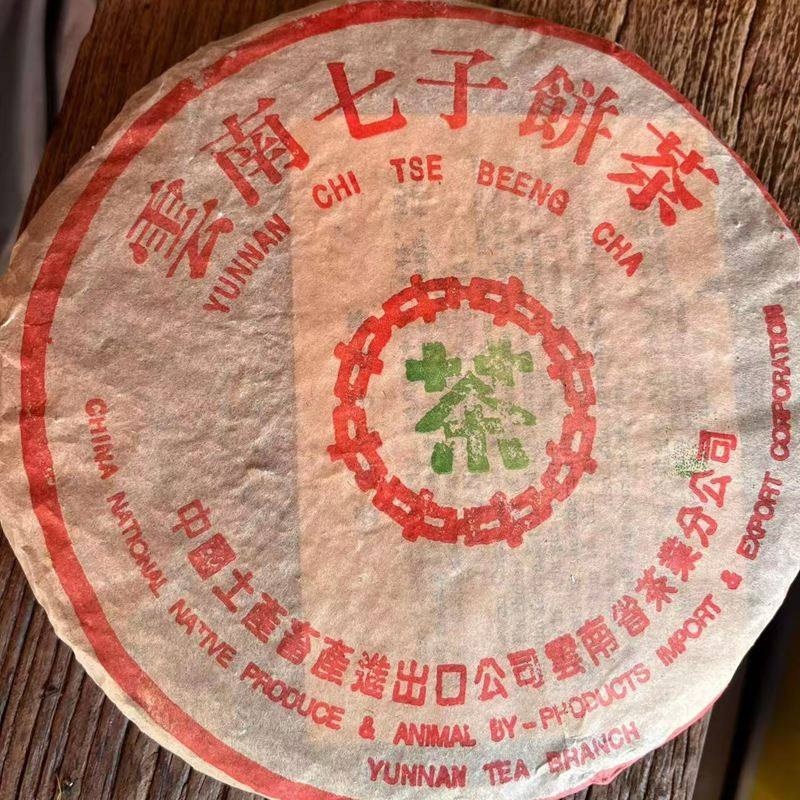 雲南七子餅茶
YUNNAN CHI TSE BEENG CHA
茶
中國土產畜產進出口公司雲南省茶業分公司
CHINA NATIONAL NATIVE PRODUCE & ANIMAL BY-PRODUCTS IMPORT & EXPORT CORPORATION
YUNNAN TEA BRANCH